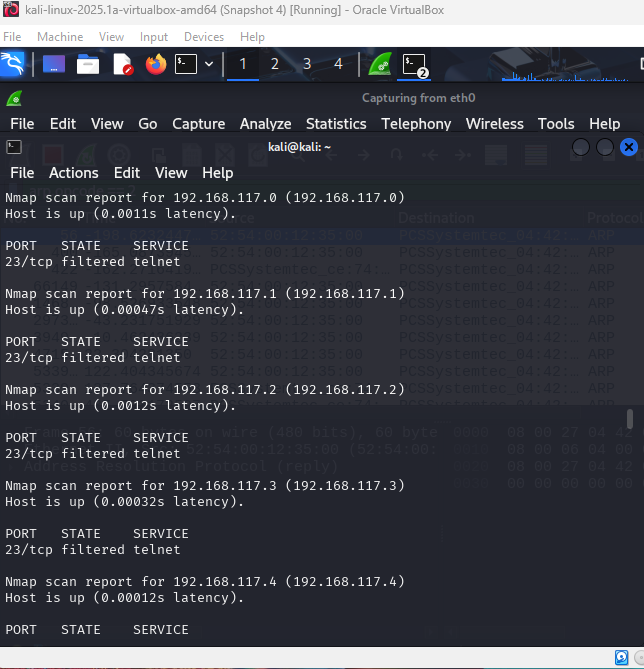 kali-linux-2025.1a-virtualbox-amd64 (Snapshot 4) [Running] - Oracle VirtualBox
File Machine View Input Devices Help
1 2 3 4 2
Capturing from eth0
File Edit View Go Capture Analyze Statistics Telephony Wireless Tools Help
kali@kali: ~
File Actions Edit View Help
Nmap scan report for 192.168.117.0 (192.168.117.0)
Host is up (0.0011s latency).
PORT STATE SERVICE
23/tcp filtered telnet
Nmap scan report for 192.168.117.1 (192.168.117.1)
Host is up (0.00047s latency).
PORT STATE SERVICE
23/tcp filtered telnet
Nmap scan report for 192.168.117.2 (192.168.117.2)
Host is up (0.0012s latency).
PORT STATE SERVICE
23/tcp filtered telnet
Nmap scan report for 192.168.117.3 (192.168.117.3)
Host is up (0.00032s latency).
PORT STATE SERVICE
23/tcp filtered telnet
Nmap scan report for 192.168.117.4 (192.168.117.4)
Host is up (0.00012s latency).
PORT STATE SERVICE